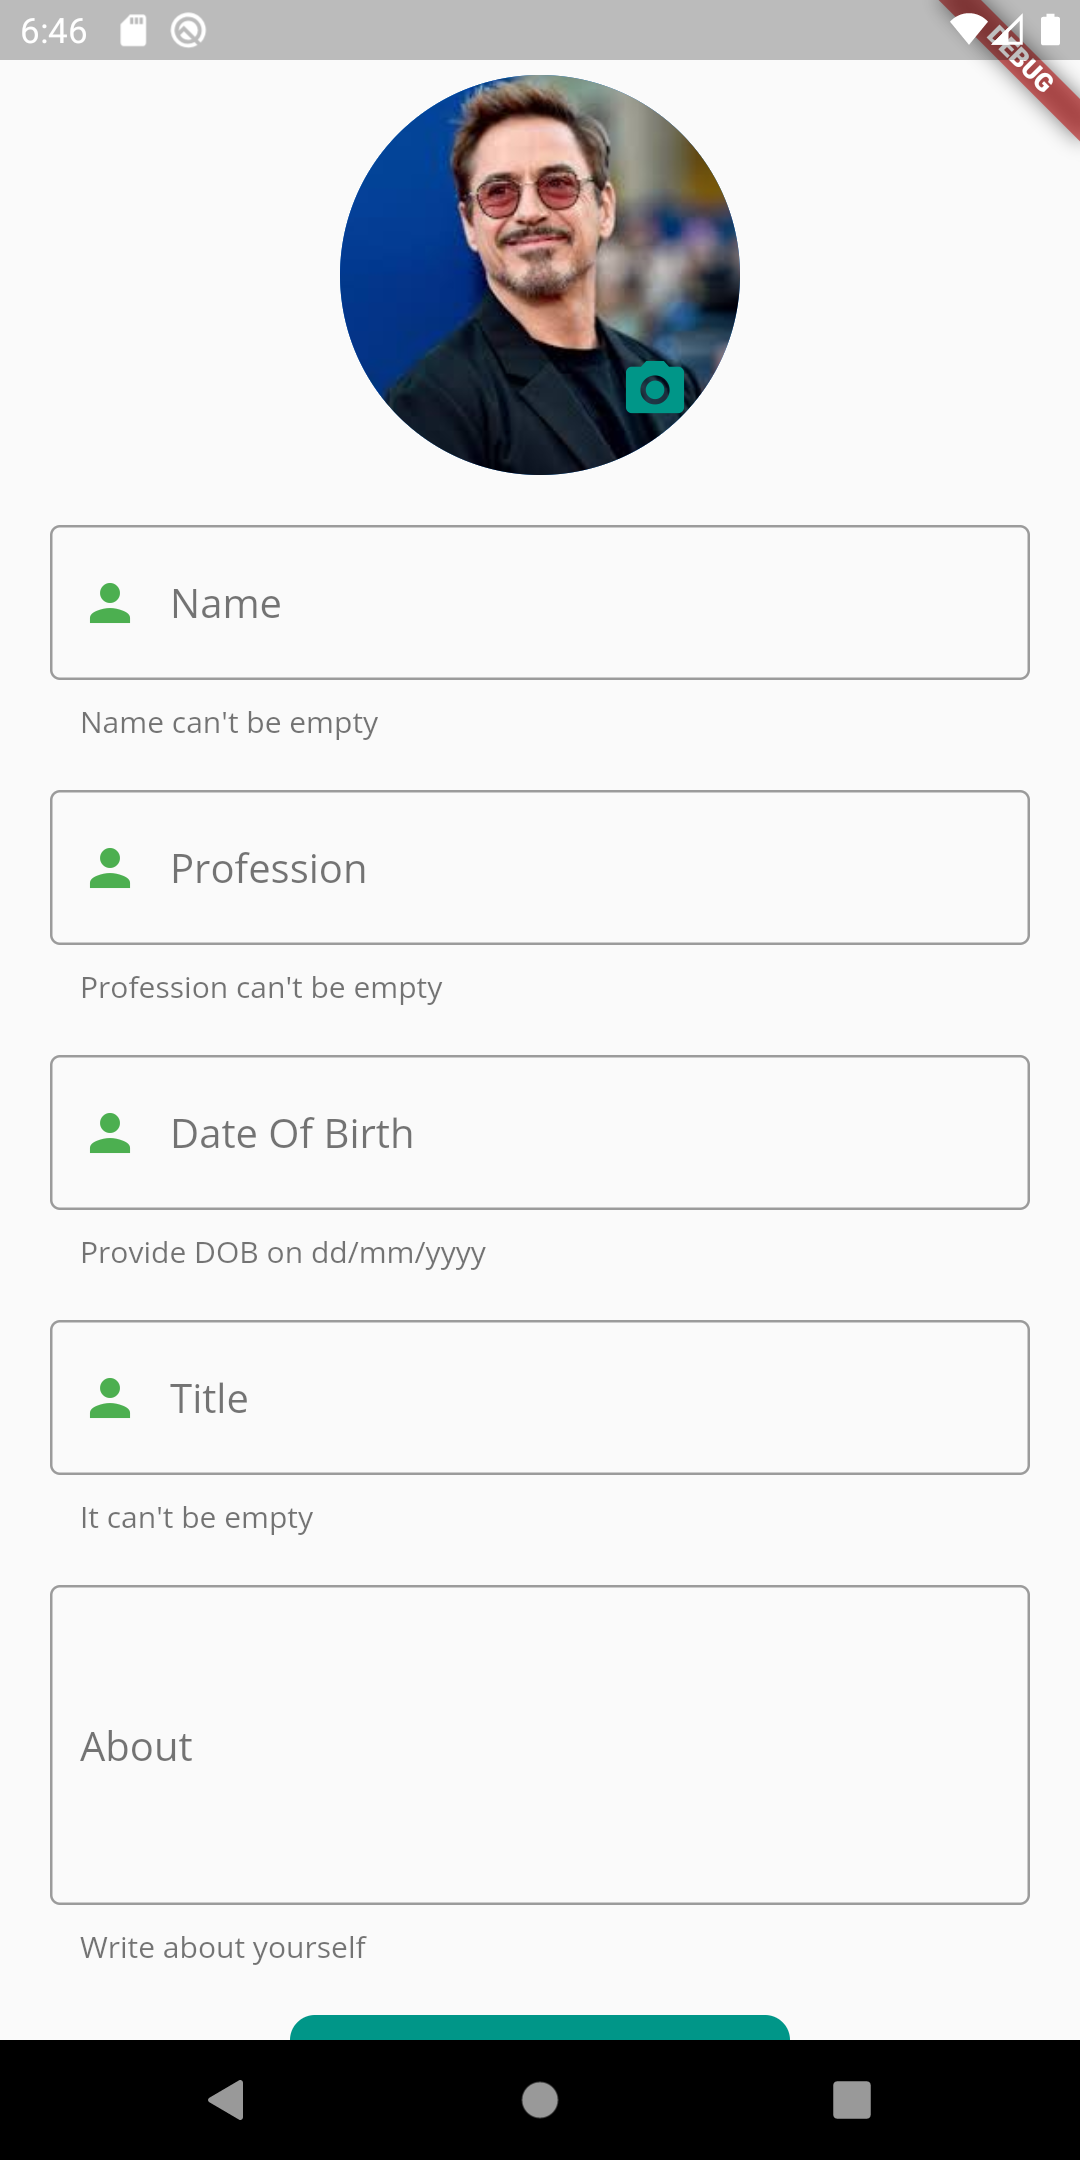 6:46
DEBUG
Name
Name can't be empty
Profession
Profession can't be empty
Date Of Birth
Provide DOB on dd/mm/yyyy
Title
It can't be empty
About
Write about yourself